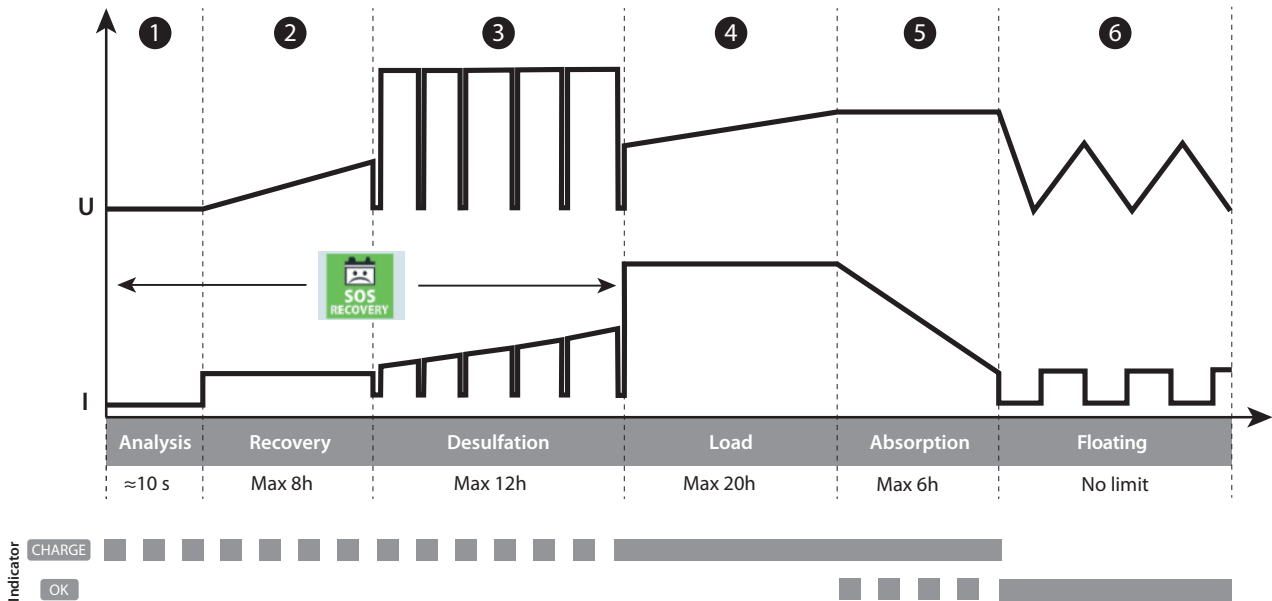 1 2 3 4 5 6
U
SOS
RECOVERY
I
Analysis Recovery Desulfation Load Absorption Floating
≈10 s Max 8h Max 12h Max 20h Max 6h No limit
Indicator
CHARGE
OK